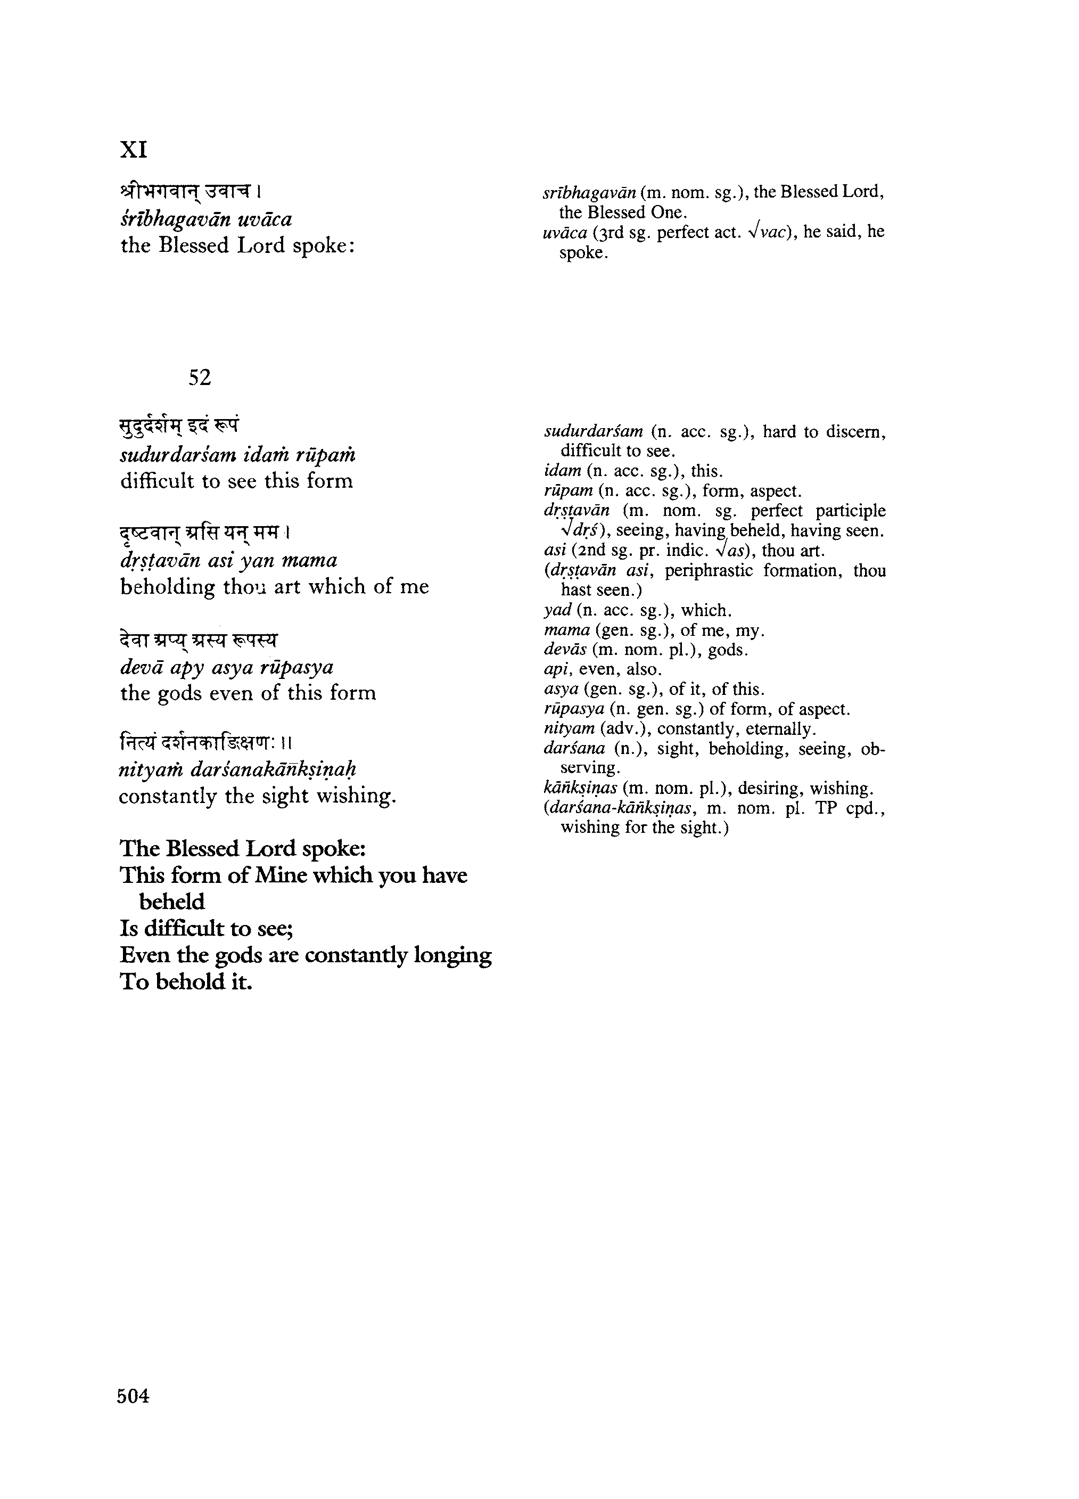 XI
श्रीभगवान् उवाच ।
śrībhagavān uvāca
the Blessed Lord spoke:
srībhagavān (m. nom. sg.), the Blessed Lord,
the Blessed One.
uvāca (3rd sg. perfect act. √vac), he said, he
spoke.
52
सुदुर्दर्शम् इदं रूपं
sudurdarśam idaṁ rūpaṁ
difficult to see this form
दृष्टवान् असि यन् मम ।
dṛṣṭavān asi yan mama
beholding thou art which of me
देवा अप्य् अस्य रूपस्य
devā apy asya rūpasya
the gods even of this form
नित्यं दर्शनकाङ्क्षिणः ॥
nityaṁ darśanakāñkṣiṇaḥ
constantly the sight wishing.
The Blessed Lord spoke:
This form of Mine which you have
beheld
Is difficult to see;
Even the gods are constantly longing
To behold it.
sudurdarśam (n. acc. sg.), hard to discern,
difficult to see.
idam (n. acc. sg.), this.
rūpam (n. acc. sg.), form, aspect.
dṛṣṭavān (m. nom. sg. perfect participle
√dṛś), seeing, having beheld, having seen.
asi (2nd sg. pr. indic. √as), thou art.
(dṛṣṭavān asi, periphrastic formation, thou
hast seen.)
yad (n. acc. sg.), which.
mama (gen. sg.), of me, my.
devās (m. nom. pl.), gods.
api, even, also.
asya (gen. sg.), of it, of this.
rūpasya (n. gen. sg.) of form, of aspect.
nityam (adv.), constantly, eternally.
darśana (n.), sight, beholding, seeing, ob-
serving.
kāñkṣiṇas (m. nom. pl.), desiring, wishing.
(darśana-kāñkṣiṇas, m. nom. pl. TP cpd.,
wishing for the sight.)
504